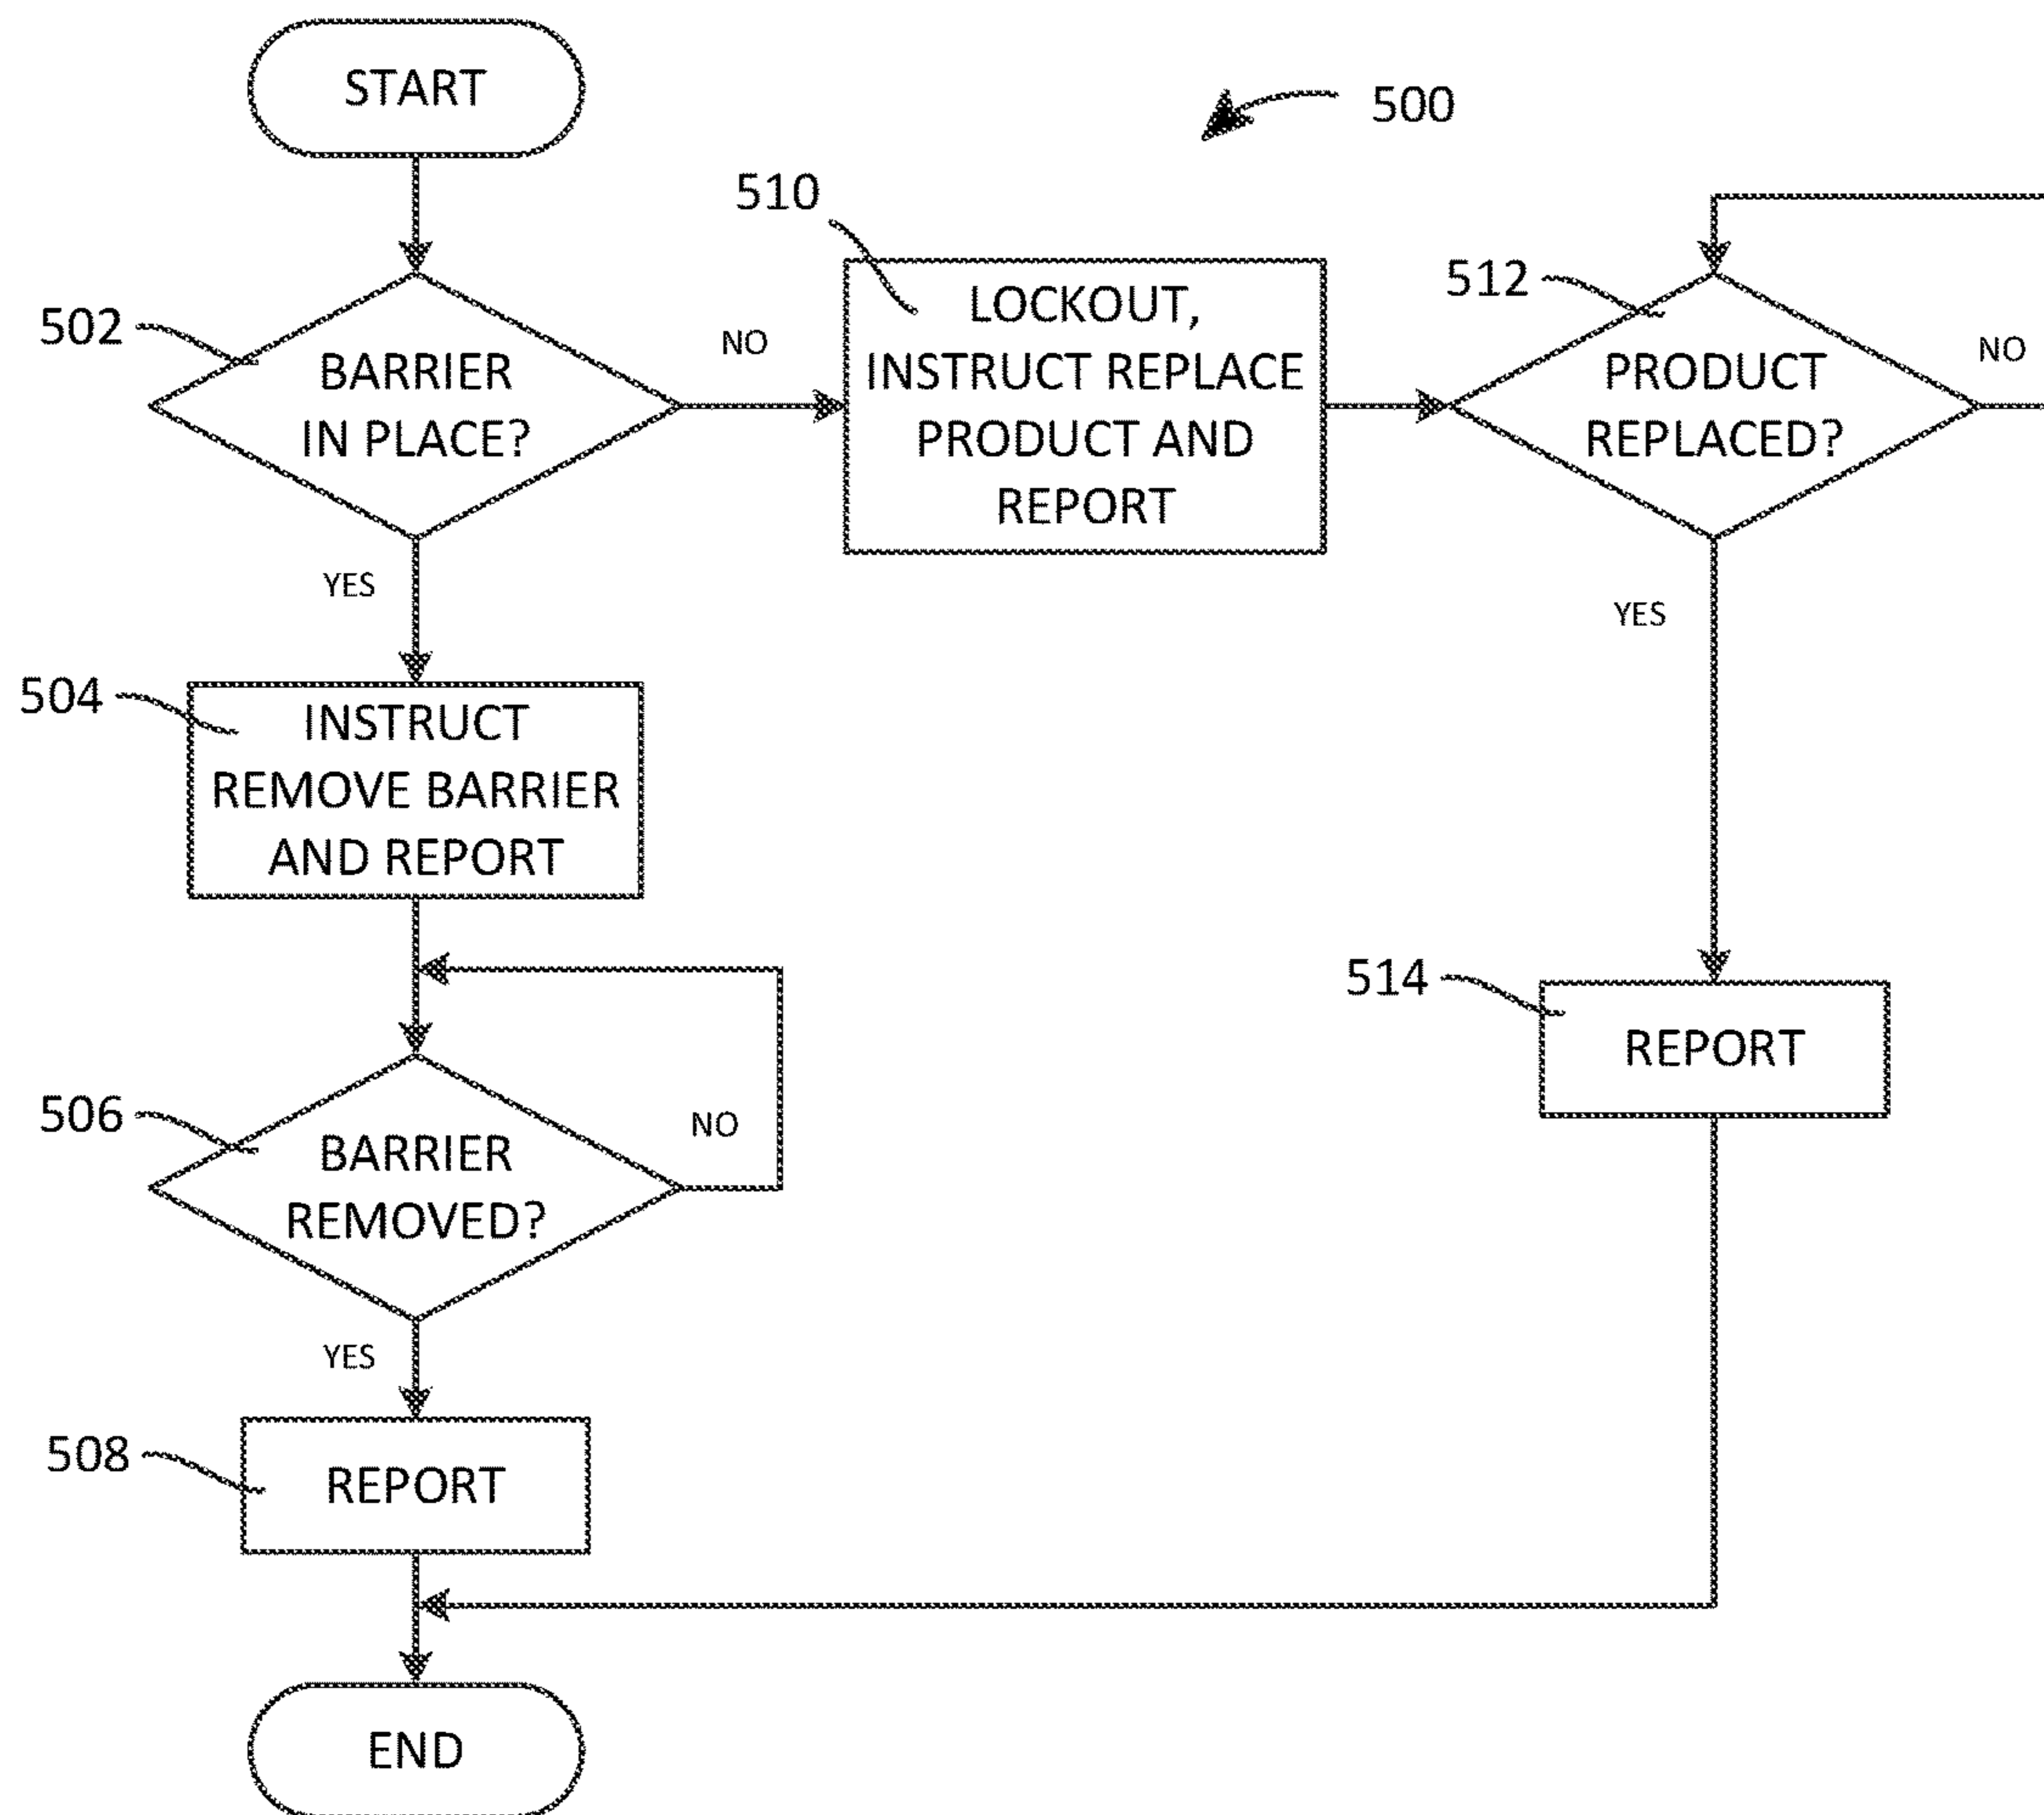 START
500
510
502
BARRIER
IN PLACE?
NO
LOCKOUT,
INSTRUCT REPLACE
PRODUCT AND
REPORT
512
PRODUCT
REPLACED?
NO
YES
YES
504
INSTRUCT
REMOVE BARRIER
AND REPORT
514
REPORT
506
BARRIER
REMOVED?
NO
YES
508
REPORT
END